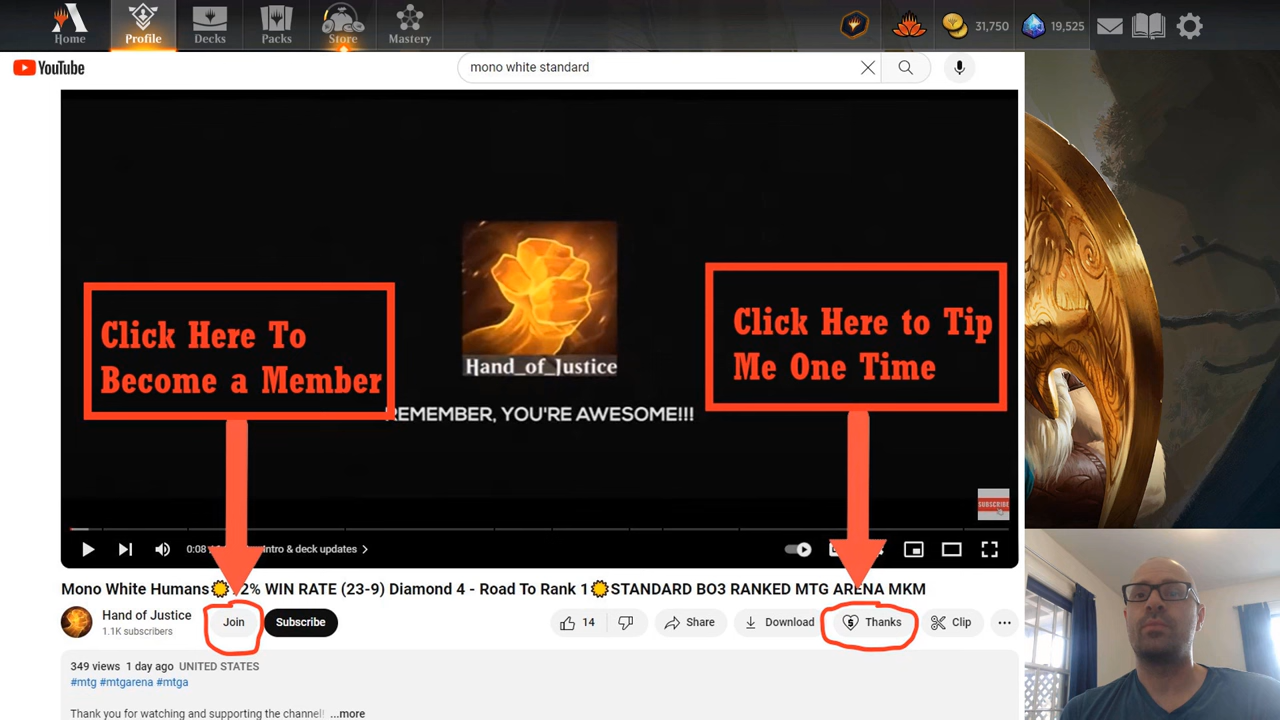 Home
Profile
Decks
Packs
Store
Mastery
31,750
19,525
YouTube
mono white standard
Click Here To
Become a Member
Click Here to Tip
Me One Time
Hand_of_Justice
REMEMBER, YOU'RE AWESOME!!!
SUBSCRIBE
0:08
Intro & deck updates
Mono White Humans 2% WIN RATE (23-9) Diamond 4 - Road To Rank 1 STANDARD BO3 RANKED MTG ARENA MKM
Hand of Justice
1.1K subscribers
Join
Subscribe
14
Share
Download
Thanks
Clip
349 views 1 day ago UNITED STATES
#mtg #mtgarena #mtga
Thank you for watching and supporting the channel! ...more